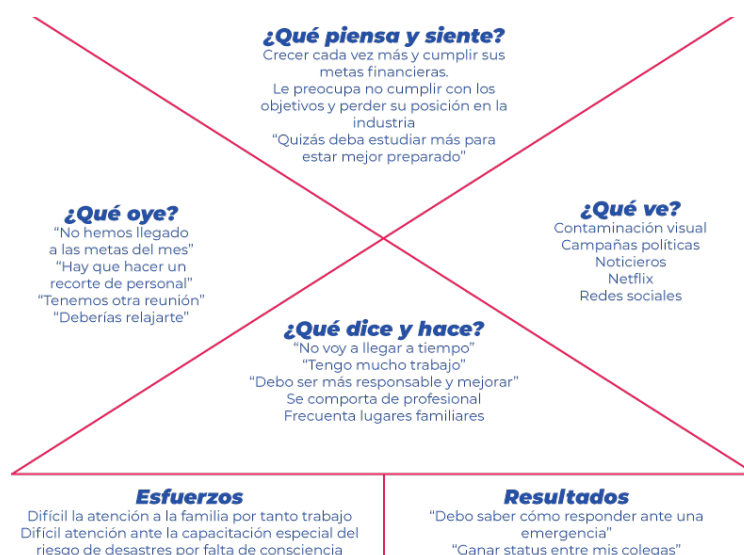 ¿Qué piensa y siente?
Crecer cada vez más y cumplir sus
metas financieras.
Le preocupa no cumplir con los
objetivos y perder su posición en la
industria
“Quizás deba estudiar más para
estar mejor preparado”
¿Qué oye?
“No hemos llegado
a las metas del mes”
“Hay que hacer un
recorte de personal”
“Tenemos otra reunión”
“Deberías relajarte”
¿Qué ve?
Contaminación visual
Campañas políticas
Noticieros
Netflix
Redes sociales
¿Qué dice y hace?
“No voy a llegar a tiempo”
“Tengo mucho trabajo”
“Debo ser más responsable y mejorar”
Se comporta de profesional
Frecuenta lugares familiares
Esfuerzos
Difícil la atención a la familia por tanto trabajo
Difícil atención ante la capacitación especial del
riesgo de desastres por falta de consciencia
Resultados
“Debo saber cómo responder ante una
emergencia”
“Ganar status entre mis colegas”